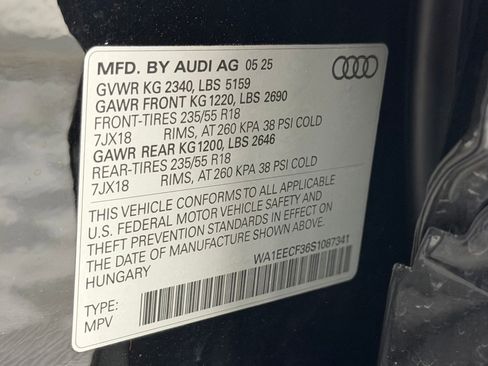 MFD. BY AUDI AG 05 25
GVWR KG 2340, LBS 5159
GAWR FRONT KG 1220, LBS 2690
FRONT-TIRES 235/55 R18
7JX18 RIMS, AT 260 KPA 38 PSI COLD
GAWR REAR KG 1200, LBS 2646
REAR-TIRES 235/55 R18
7JX18 RIMS, AT 260 KPA 38 PSI COLD
THIS VEHICLE CONFORMS TO ALL APPLICABLE
U.S. FEDERAL MOTOR VEHICLE SAFETY AND
THEFT PREVENTION STANDARDS IN EFFECT ON
THE DATE OF MANUFACTURE SHOWN ABOVE
HUNGARY
WA1EECF36S1087341
TYPE:
MPV